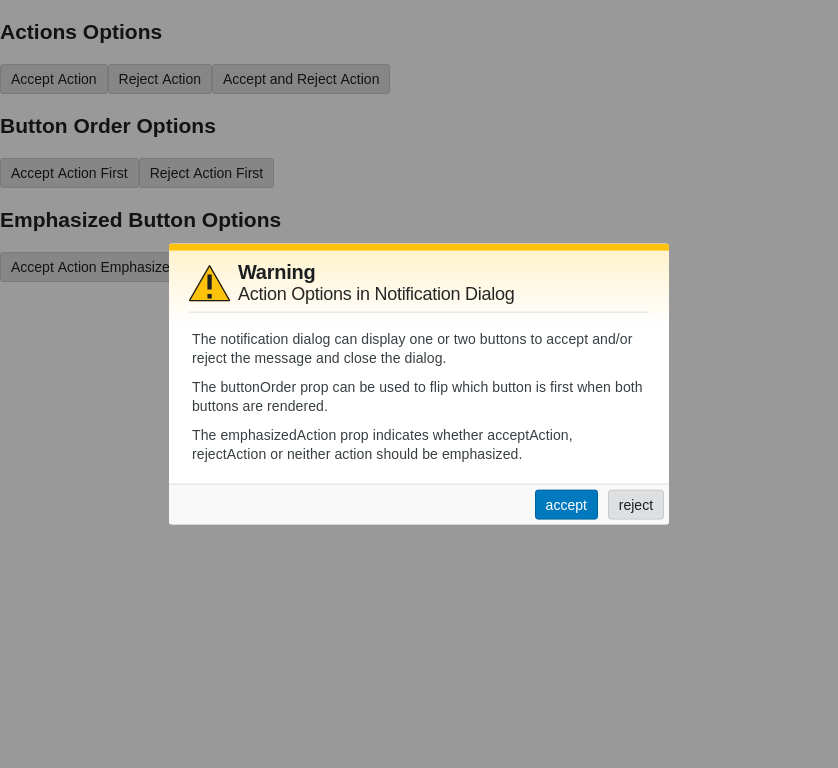 Actions Options
Accept Action Reject Action Accept and Reject Action
Button Order Options
Accept Action First Reject Action First
Emphasized Button Options
Accept Action
Warning
Action Options in Notification Dialog
The notification dialog can display one or two buttons to accept and/or
reject the message and close the dialog.
The buttonOrder prop can be used to flip which button is first when both
buttons are rendered.
The emphasizedAction prop indicates whether acceptAction,
rejectAction or neither action should be emphasized.
accept reject